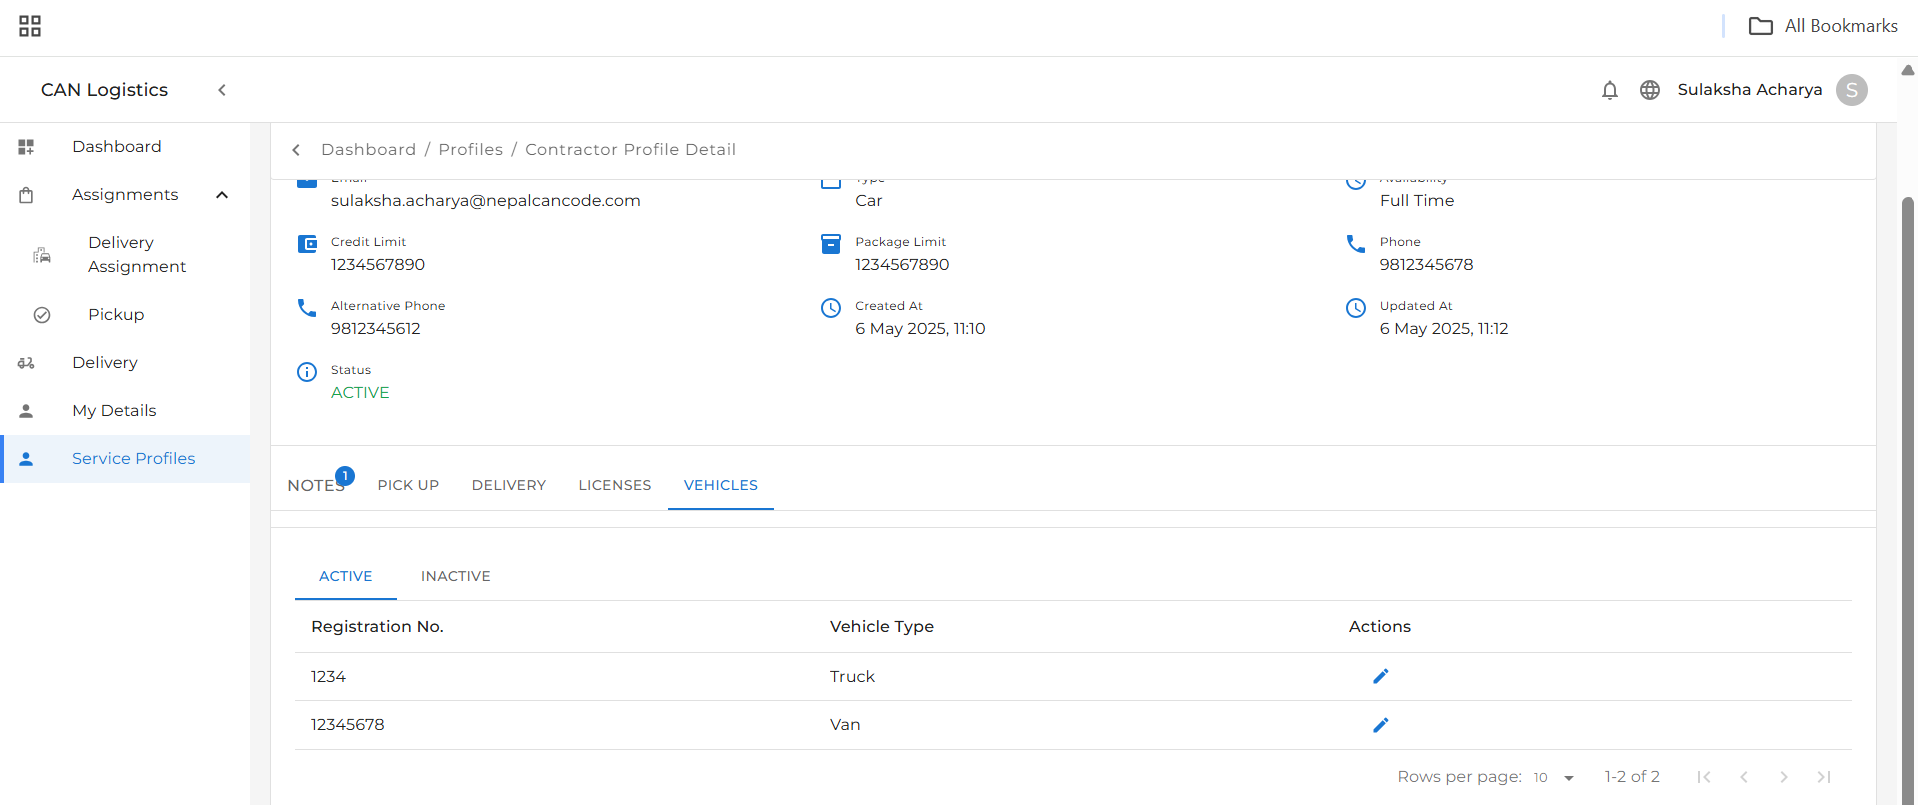 All Bookmarks
CAN Logistics
Sulaksha Acharya
S
Dashboard
Assignments
Delivery
Assignment
Pickup
Delivery
My Details
Service Profiles
Dashboard / Profiles / Contractor Profile Detail
Email
sulaksha.acharya@nepalcancode.com
Type
Car
Availability
Full Time
Credit Limit
1234567890
Package Limit
1234567890
Phone
9812345678
Alternative Phone
9812345612
Created At
6 May 2025, 11:10
Updated At
6 May 2025, 11:12
Status
ACTIVE
NOTES 1 PICK UP DELIVERY LICENSES VEHICLES
ACTIVE INACTIVE
Registration No. Vehicle Type Actions
1234 Truck
12345678 Van
Rows per page: 10 1-2 of 2